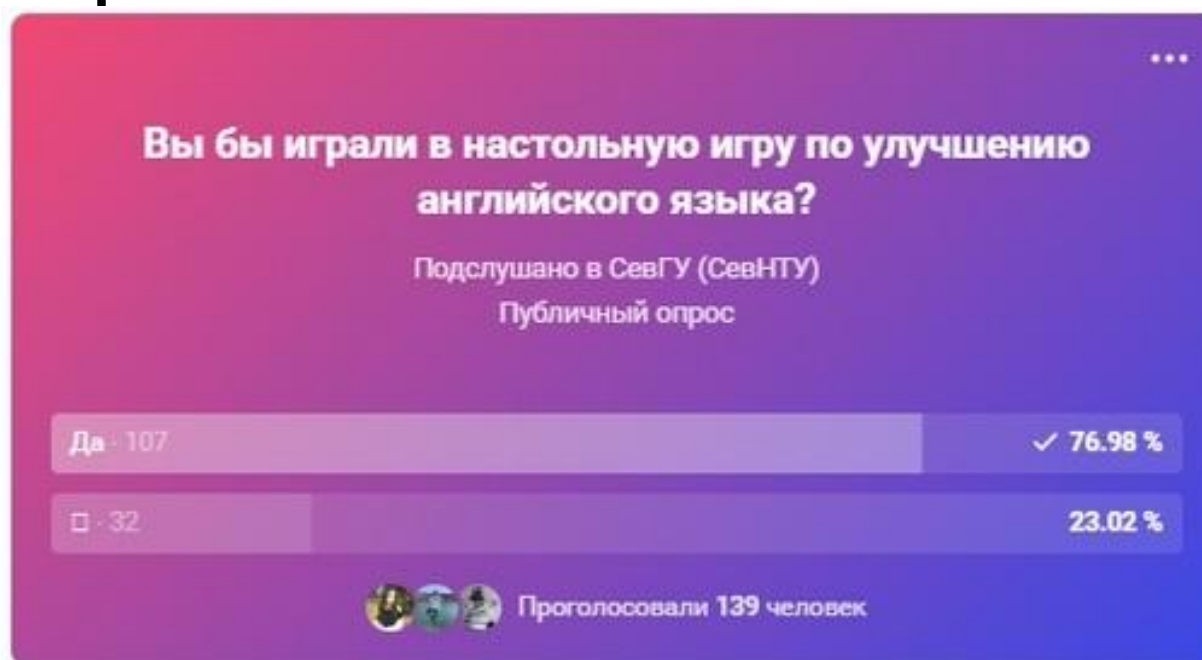 Вы бы играли в настольную игру по улучшению
английского языка?
Подслушано в СевГУ (СевНТУ)
Публичный опрос
Да · 107 ✓ 76.98 %
□ · 32 23.02 %
Проголосовали 139 человек